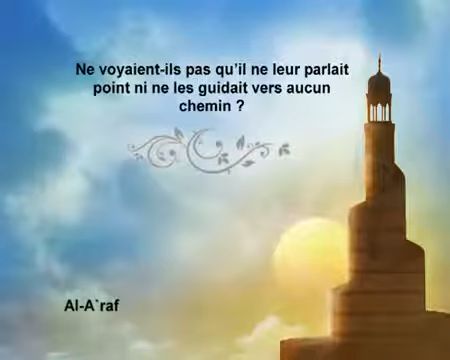 Ne voyaient-ils pas qu'il ne leur parlait
point ni ne les guidait vers aucun
chemin ?
Al-A`raf